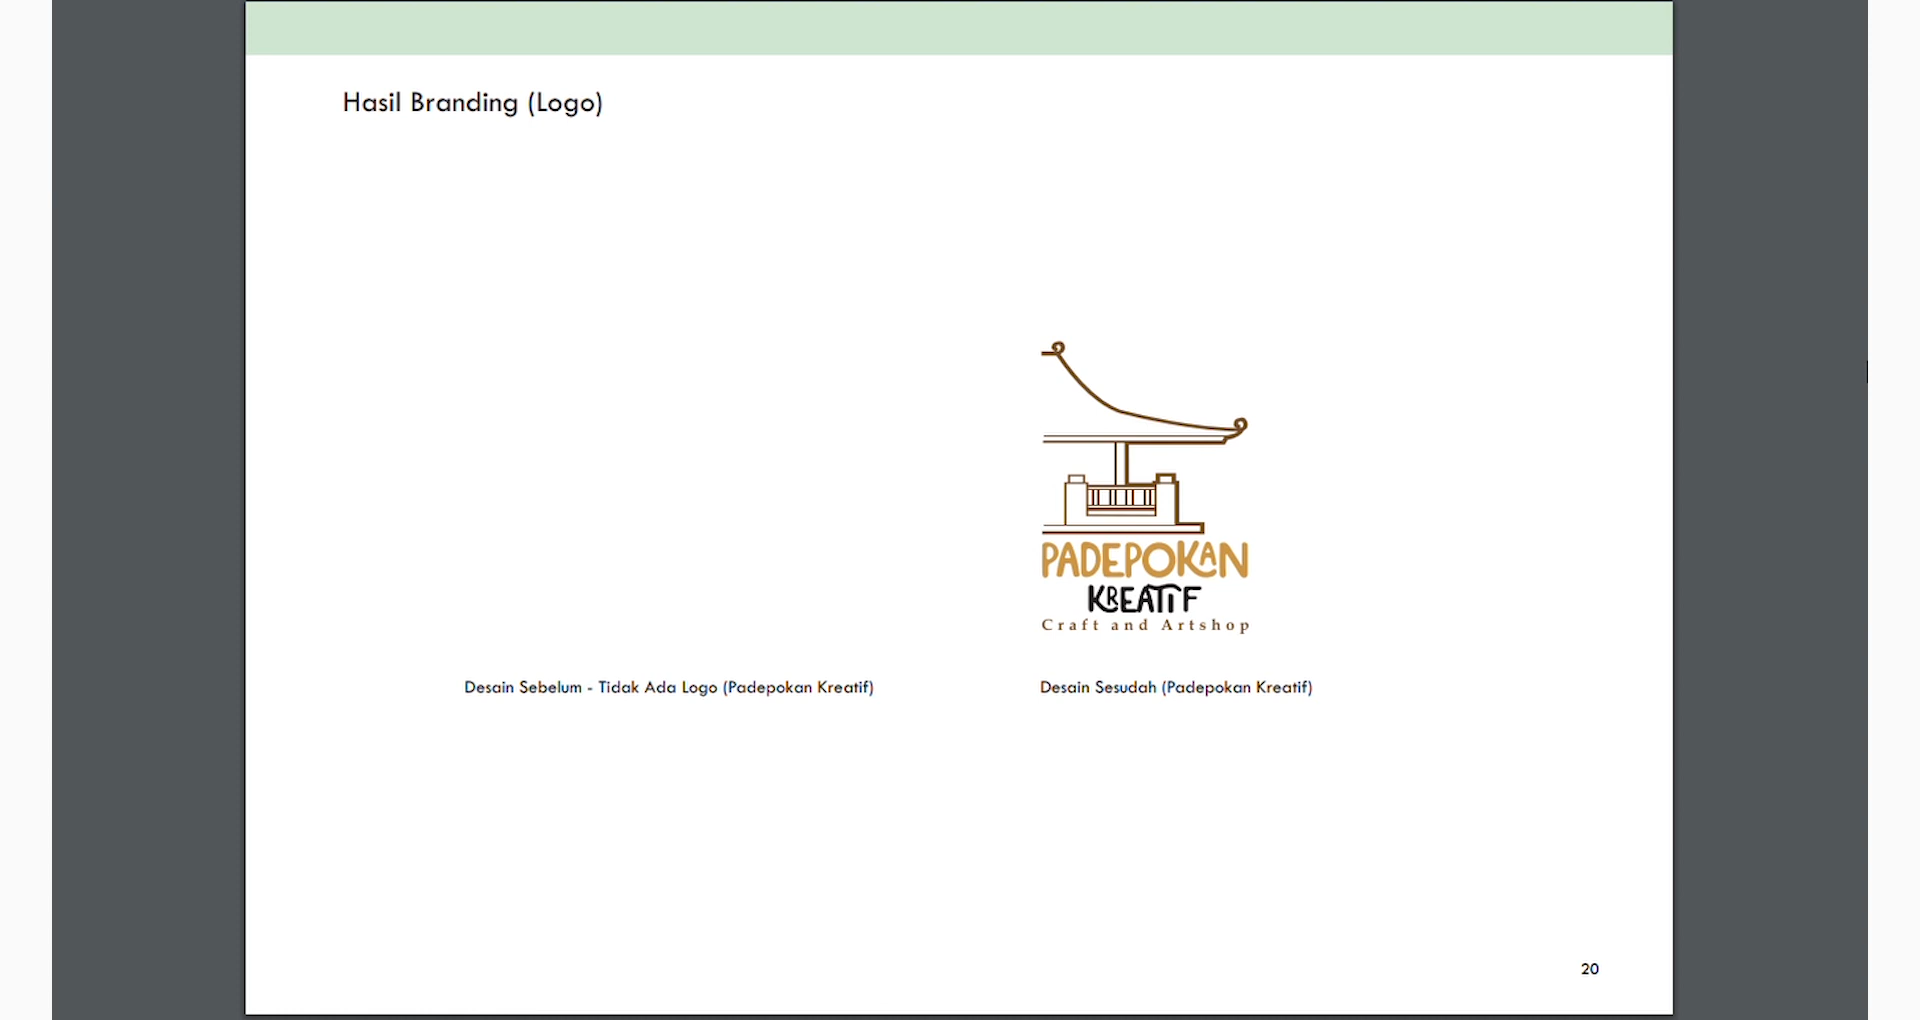 Hasil Branding (Logo)
PADEPOKAN
KREATIF
Craft and Artshop
Desain Sebelum - Tidak Ada Logo (Padepokan Kreatif)
Desain Sesudah (Padepokan Kreatif)
20